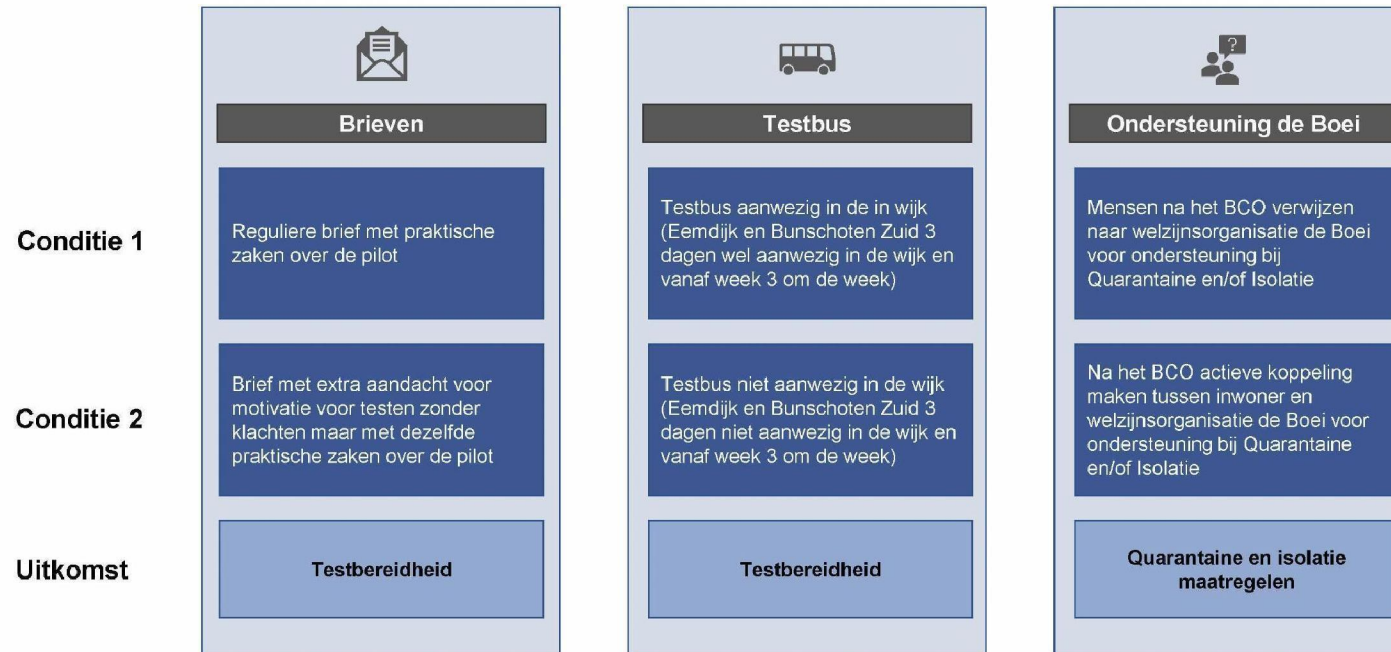 Brieven
Testbus
Ondersteuning de Boei
Conditie 1
Reguliere brief met praktische
zaken over de pilot
Testbus aanwezig in de in wijk
(Eemdijk en Bunschoten Zuid 3
dagen wel aanwezig in de wijk en
vanaf week 3 om de week)
Mensen na het BCO verwijzen
naar welzijnsorganisatie de Boei
voor ondersteuning bij
Quarantaine en/of Isolatie
Conditie 2
Brief met extra aandacht voor
motivatie voor testen zonder
klachten maar met dezelfde
praktische zaken over de pilot
Testbus niet aanwezig in de wijk
(Eemdijk en Bunschoten Zuid 3
dagen niet aanwezig in de wijk en
vanaf week 3 om de week)
Na het BCO actieve koppeling
maken tussen inwoner en
welzijnsorganisatie de Boei voor
ondersteuning bij Quarantaine
en/of Isolatie
Uitkomst
Testbereidheid
Testbereidheid
Quarantaine en isolatie
maatregelen